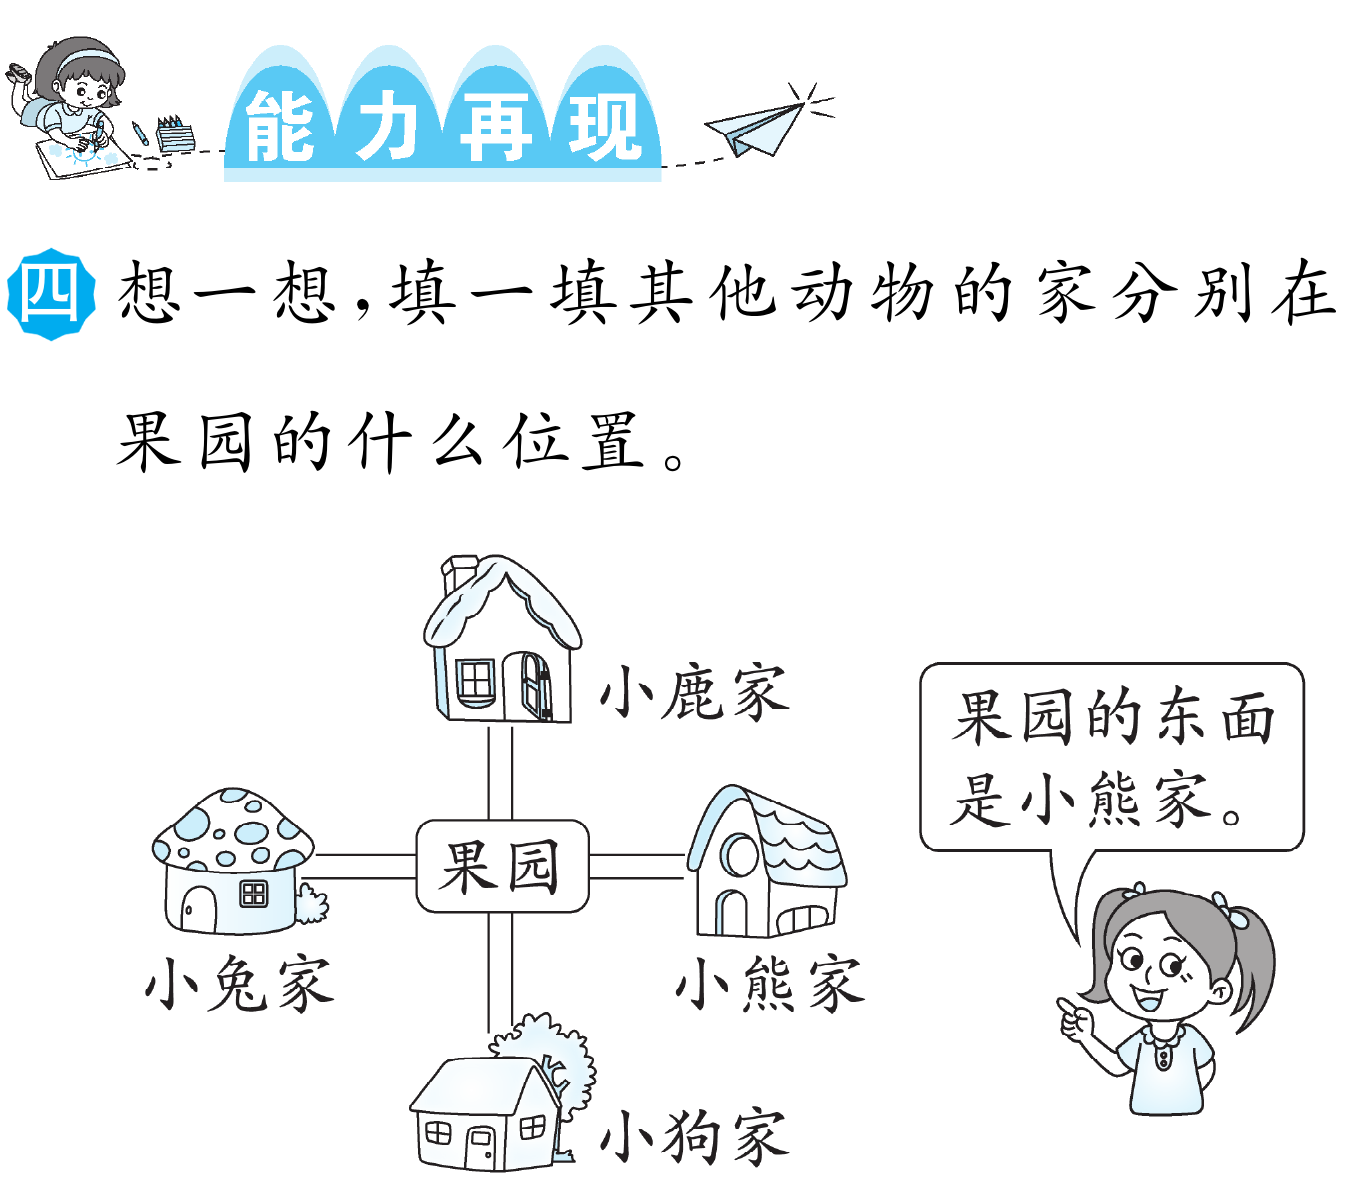 能力再现
四 想一想，填一填其他动物的家分别在
果园的什么位置。
小鹿家
果园的东面
是小熊家。
果园
小兔家
小熊家
小狗家